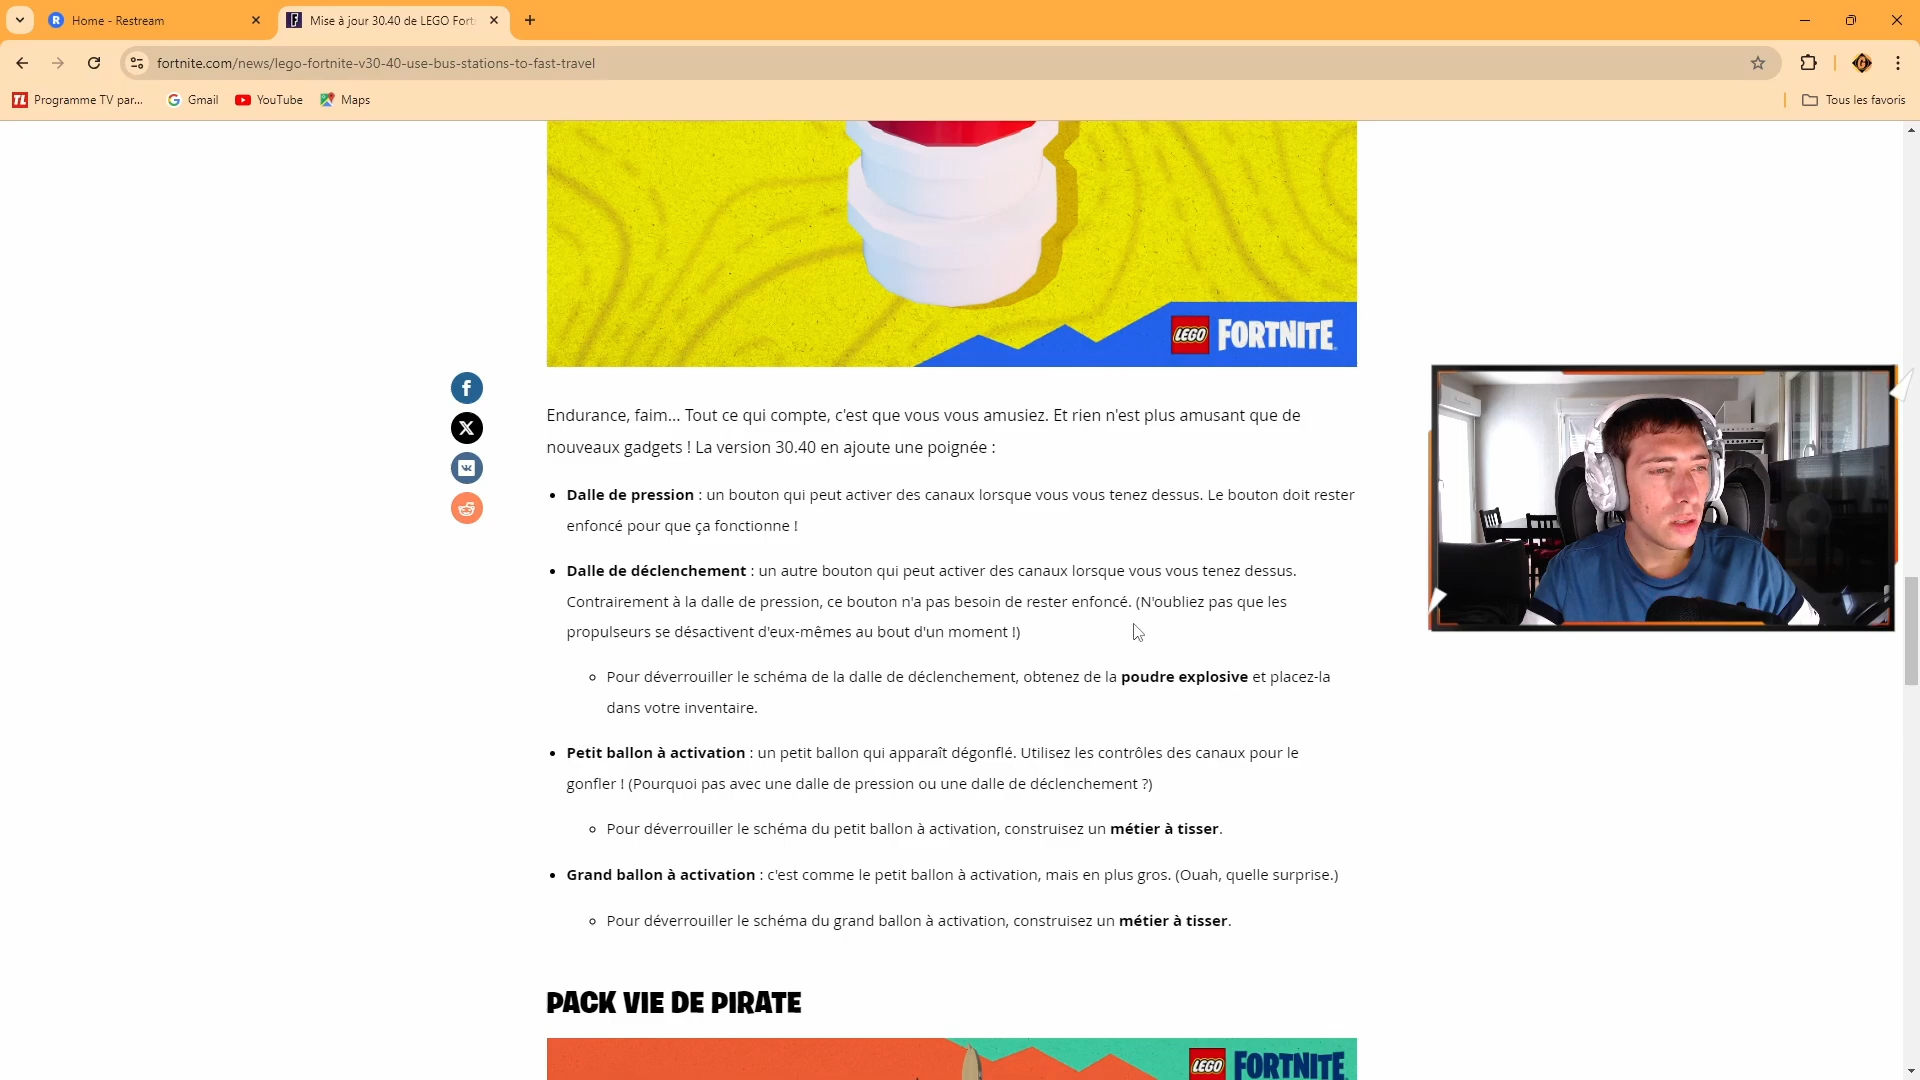 Home - Restream
Mise à jour 30.40 de LEGO Fort
fortnite.com/news/lego-fortnite-v30-40-use-bus-stations-to-fast-travel
Programme TV par...
Gmail
YouTube
Maps
Tous les favoris
LEGO FORTNITE
Endurance, faim... Tout ce qui compte, c'est que vous vous amusiez. Et rien n'est plus amusant que de
nouveaux gadgets ! La version 30.40 en ajoute une poignée :
• Dalle de pression : un bouton qui peut activer des canaux lorsque vous vous tenez dessus. Le bouton doit rester
enfoncé pour que ça fonctionne !
• Dalle de déclenchement : un autre bouton qui peut activer des canaux lorsque vous vous tenez dessus.
Contrairement à la dalle de pression, ce bouton n'a pas besoin de rester enfoncé. (N'oubliez pas que les
propulseurs se désactivent d'eux-mêmes au bout d'un moment !)
◦ Pour déverrouiller le schéma de la dalle de déclenchement, obtenez de la poudre explosive et placez-la
dans votre inventaire.
• Petit ballon à activation : un petit ballon qui apparaît dégonflé. Utilisez les contrôles des canaux pour le
gonfler ! (Pourquoi pas avec une dalle de pression ou une dalle de déclenchement ?)
◦ Pour déverrouiller le schéma du petit ballon à activation, construisez un métier à tisser.
• Grand ballon à activation : c'est comme le petit ballon à activation, mais en plus gros. (Ouah, quelle surprise.)
◦ Pour déverrouiller le schéma du grand ballon à activation, construisez un métier à tisser.
PACK VIE DE PIRATE
LEGO FORTNITE